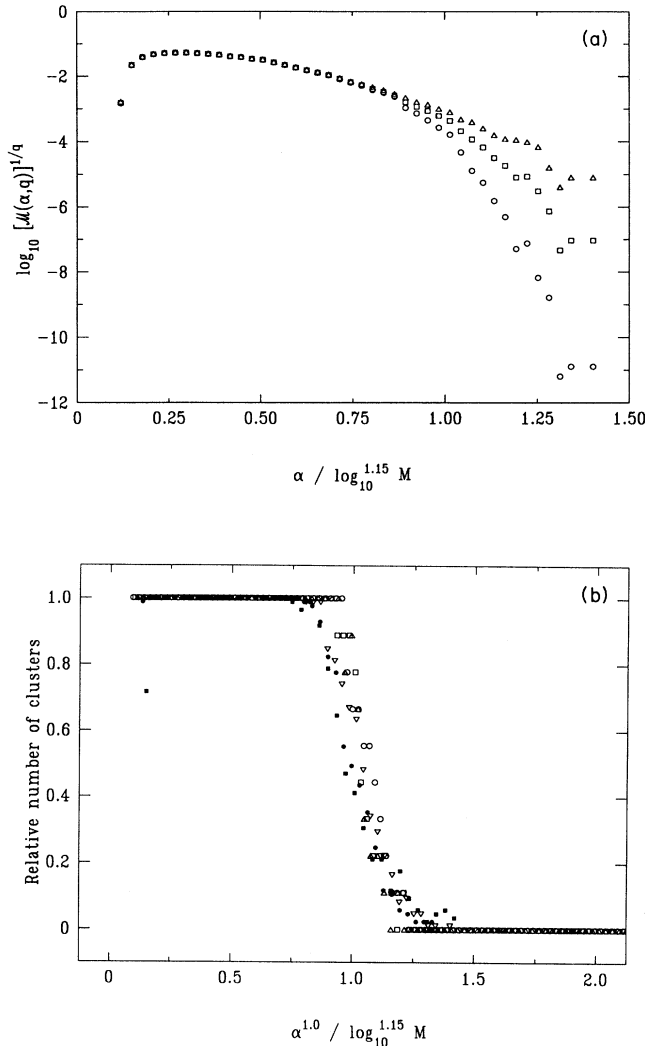 (a)
log₁₀ [ℳ(α,q)]^{1/q}
0
-2
-4
-6
-8
-10
-12
0 0.25 0.50 0.75 1.00 1.25 1.50
α / log₁₀^{1.15} M
(b)
Relative number of clusters
1.0
0.8
0.6
0.4
0.2
0
0 0.5 1.0 1.5 2.0
α^{1.0} / log₁₀^{1.15} M